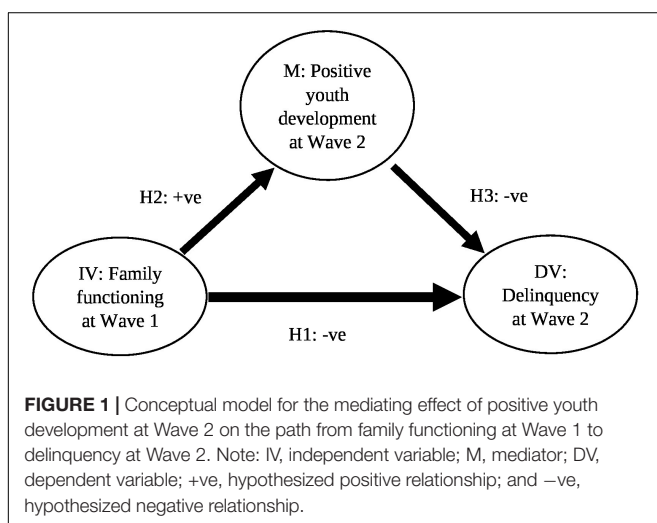 M: Positive
youth
development
at Wave 2
H2: +ve
H3: -ve
IV: Family
functioning
at Wave 1
DV:
Delinquency
at Wave 2
H1: -ve
FIGURE 1 | Conceptual model for the mediating effect of positive youth
development at Wave 2 on the path from family functioning at Wave 1 to
delinquency at Wave 2. Note: IV, independent variable; M, mediator; DV,
dependent variable; +ve, hypothesized positive relationship; and −ve,
hypothesized negative relationship.